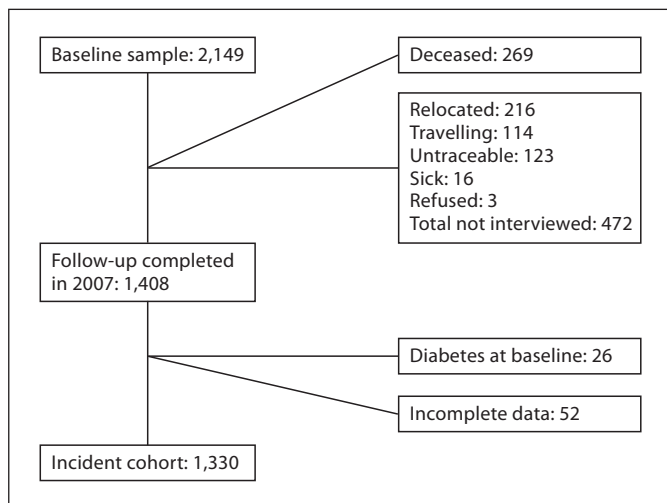 Baseline sample: 2,149
Deceased: 269
Relocated: 216
Travelling: 114
Untraceable: 123
Sick: 16
Refused: 3
Total not interviewed: 472
Follow-up completed
in 2007: 1,408
Diabetes at baseline: 26
Incomplete data: 52
Incident cohort: 1,330